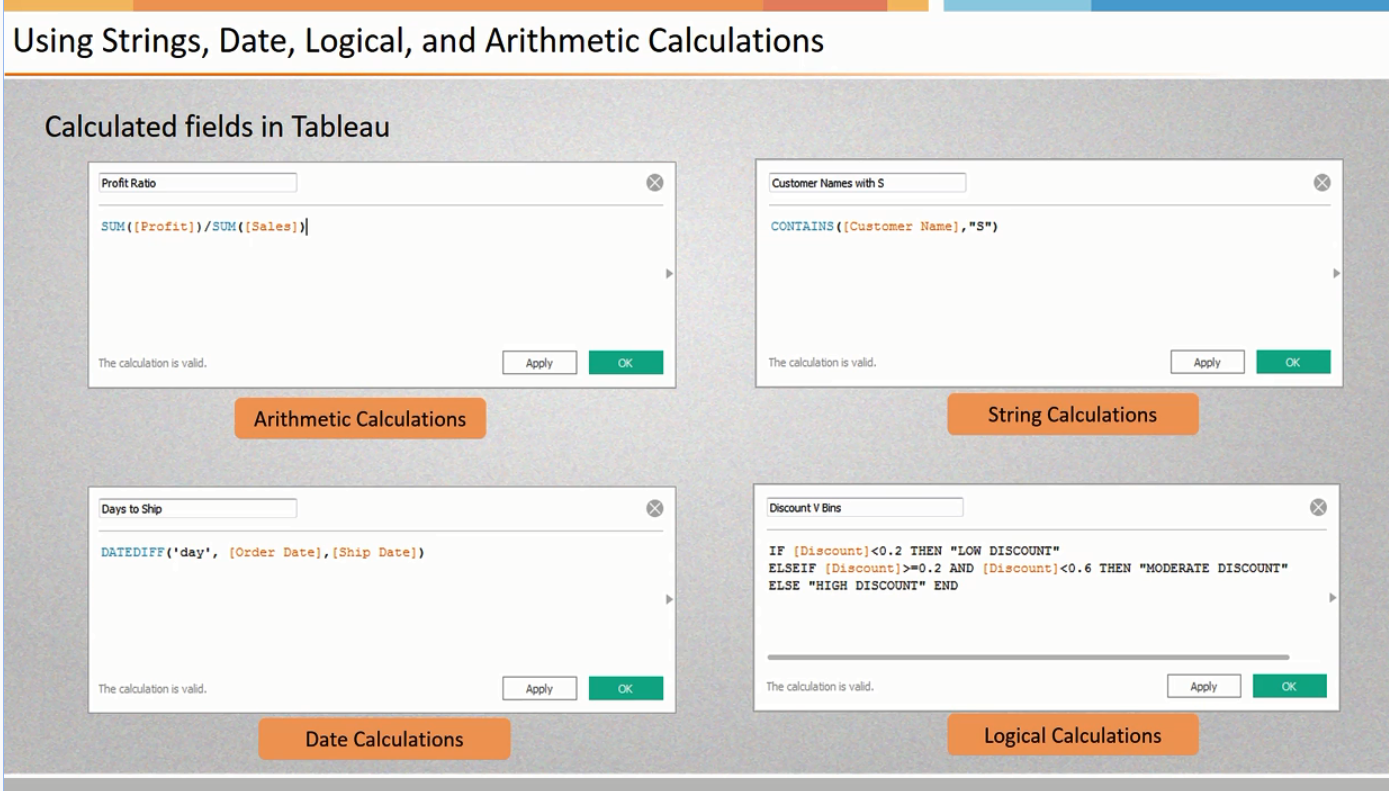 Using Strings, Date, Logical, and Arithmetic Calculations
Calculated fields in Tableau
Profit Ratio
SUM([Profit])/SUM([Sales])
The calculation is valid.
Apply
OK
Arithmetic Calculations
Customer Names with S
CONTAINS([Customer Name],"S")
The calculation is valid.
Apply
OK
String Calculations
Days to Ship
DATEDIFF('day', [Order Date],[Ship Date])
The calculation is valid.
Apply
OK
Date Calculations
Discount V Bins
IF [Discount]<0.2 THEN "LOW DISCOUNT"
ELSEIF [Discount]>=0.2 AND [Discount]<0.6 THEN "MODERATE DISCOUNT"
ELSE "HIGH DISCOUNT" END
The calculation is valid.
Apply
OK
Logical Calculations